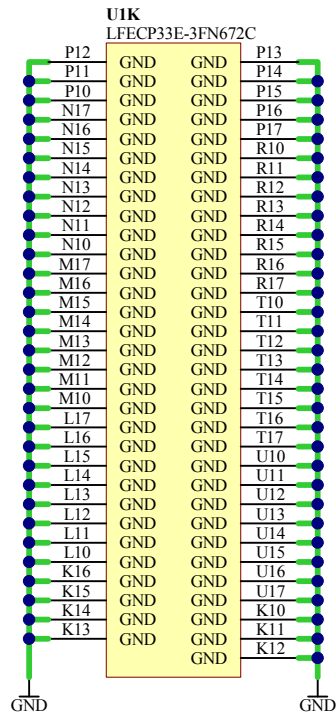 U1K
LFECP33E-3FN672C
P12 GND GND P13
P11 GND GND P14
P10 GND GND P15
N17 GND GND P16
N16 GND GND P17
N15 GND GND R10
N14 GND GND R11
N13 GND GND R12
N12 GND GND R13
N11 GND GND R14
N10 GND GND R15
M17 GND GND R16
M16 GND GND R17
M15 GND GND T10
M14 GND GND T11
M13 GND GND T12
M12 GND GND T13
M11 GND GND T14
M10 GND GND T15
L17 GND GND T16
L16 GND GND T17
L15 GND GND U10
L14 GND GND U11
L13 GND GND U12
L12 GND GND U13
L11 GND GND U14
L10 GND GND U15
K16 GND GND U16
K15 GND GND U17
K14 GND GND K10
K13 GND GND K11
GND K12
GND GND